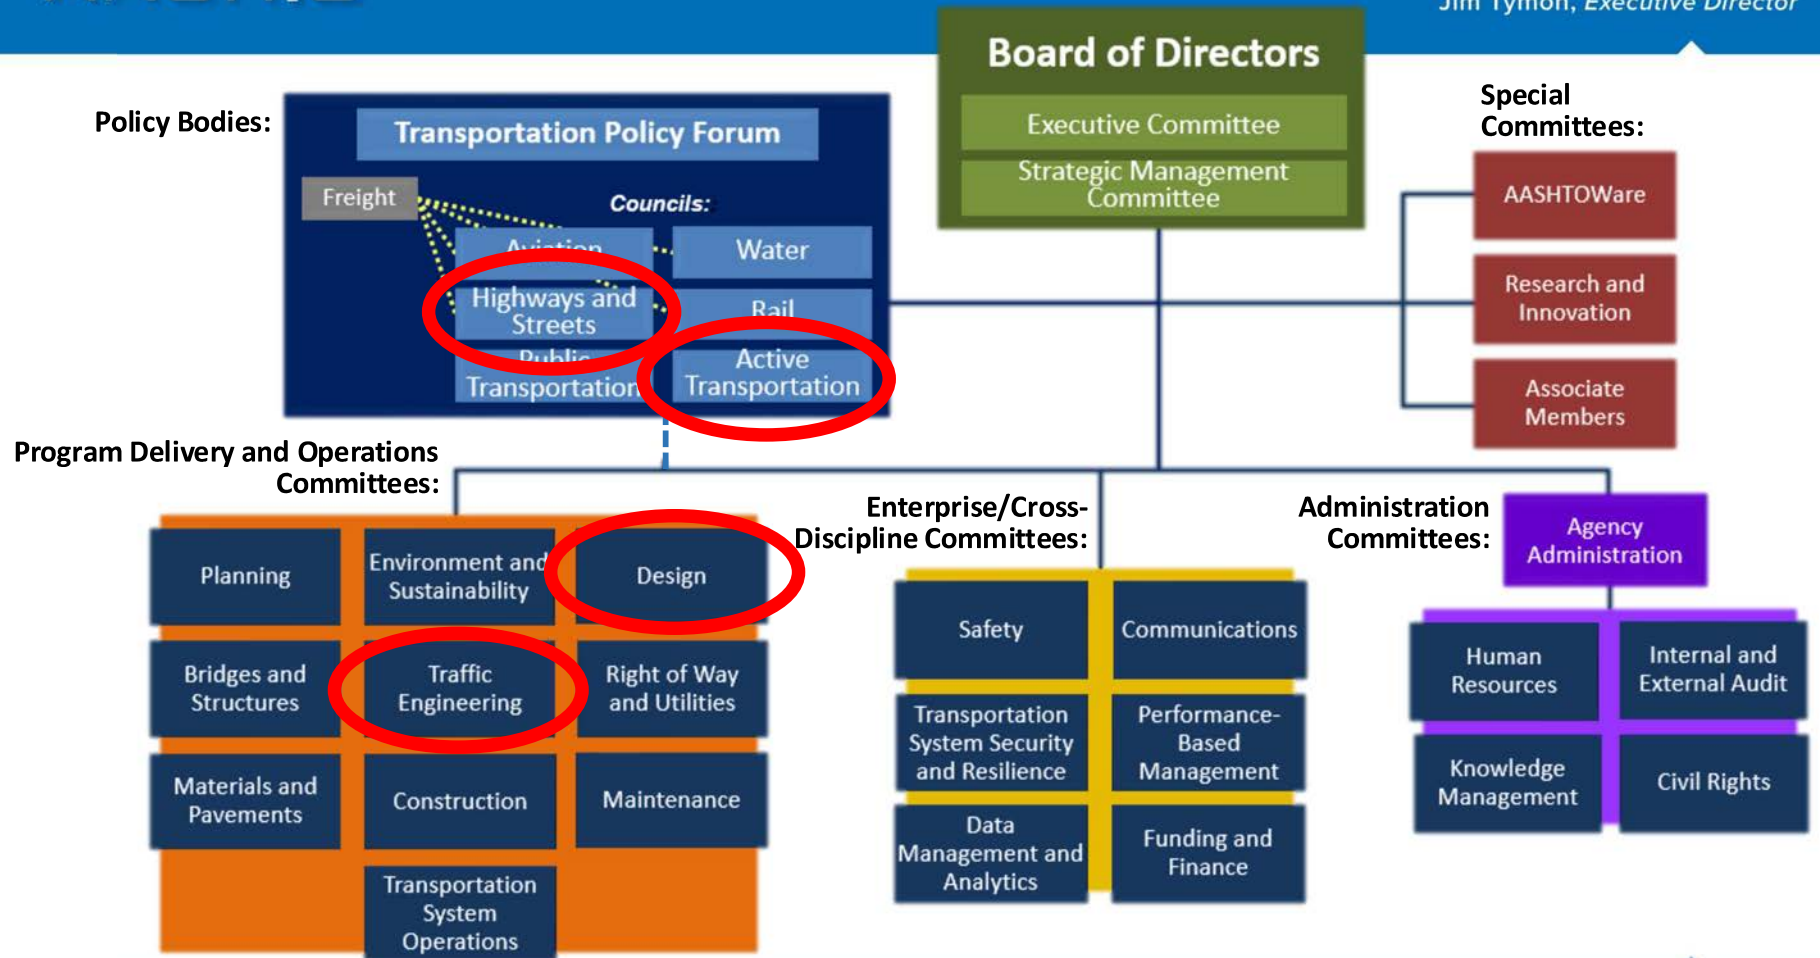 Jim Tymon, Executive Director
Board of Directors
Executive Committee
Strategic Management
Committee
Policy Bodies:
Transportation Policy Forum
Freight
Councils:
Aviation
Water
Highways and
Streets
Rail
Public
Transportation
Active
Transportation
Special
Committees:
AASHTOWare
Research and
Innovation
Associate
Members
Program Delivery and Operations
Committees:
Planning
Environment and
Sustainability
Design
Bridges and
Structures
Traffic
Engineering
Right of Way
and Utilities
Materials and
Pavements
Construction
Maintenance
Transportation
System
Operations
Enterprise/Cross-
Discipline Committees:
Safety
Communications
Transportation
System Security
and Resilience
Performance-
Based
Management
Data
Management and
Analytics
Funding and
Finance
Administration
Committees:
Agency
Administration
Human
Resources
Internal and
External Audit
Knowledge
Management
Civil Rights